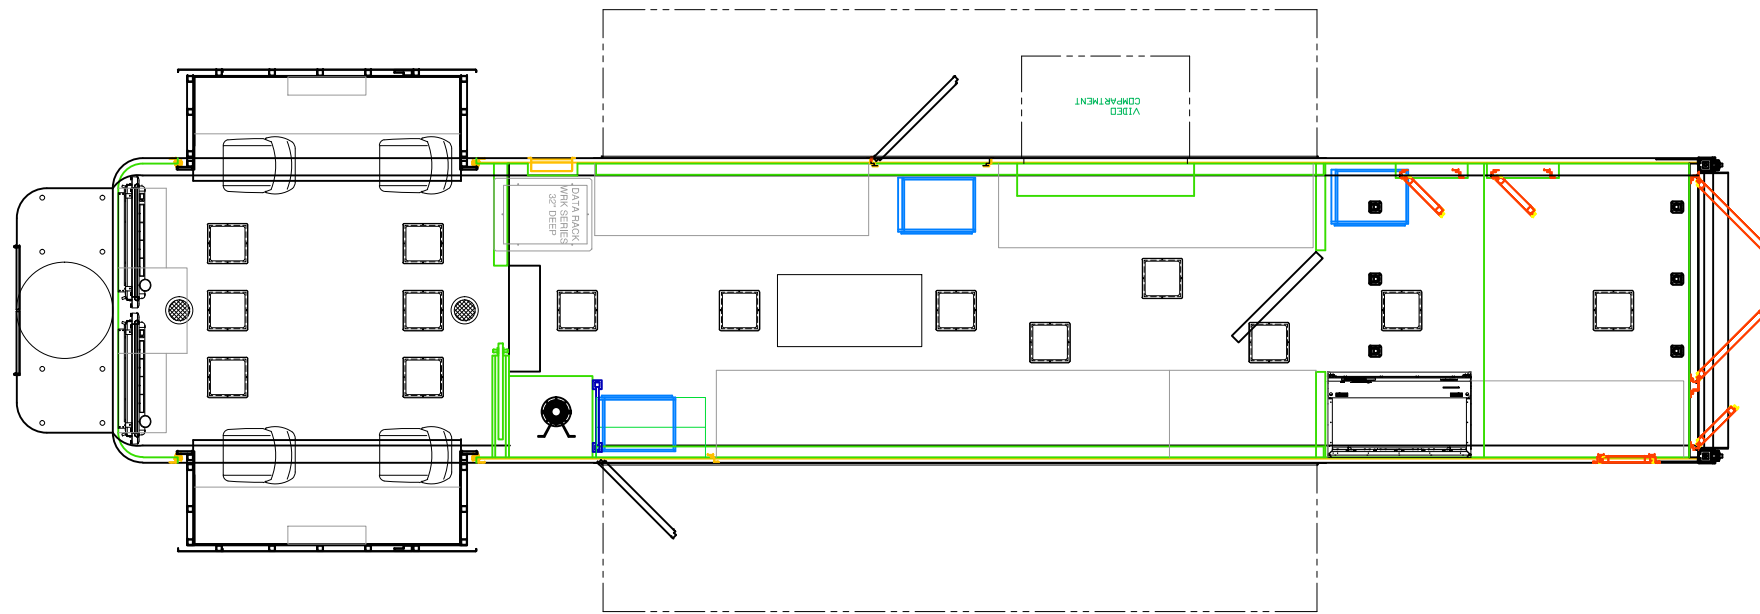 VIDEO
COMPARTMENT
DATA RACK
WRK SERIES
32" DEEP